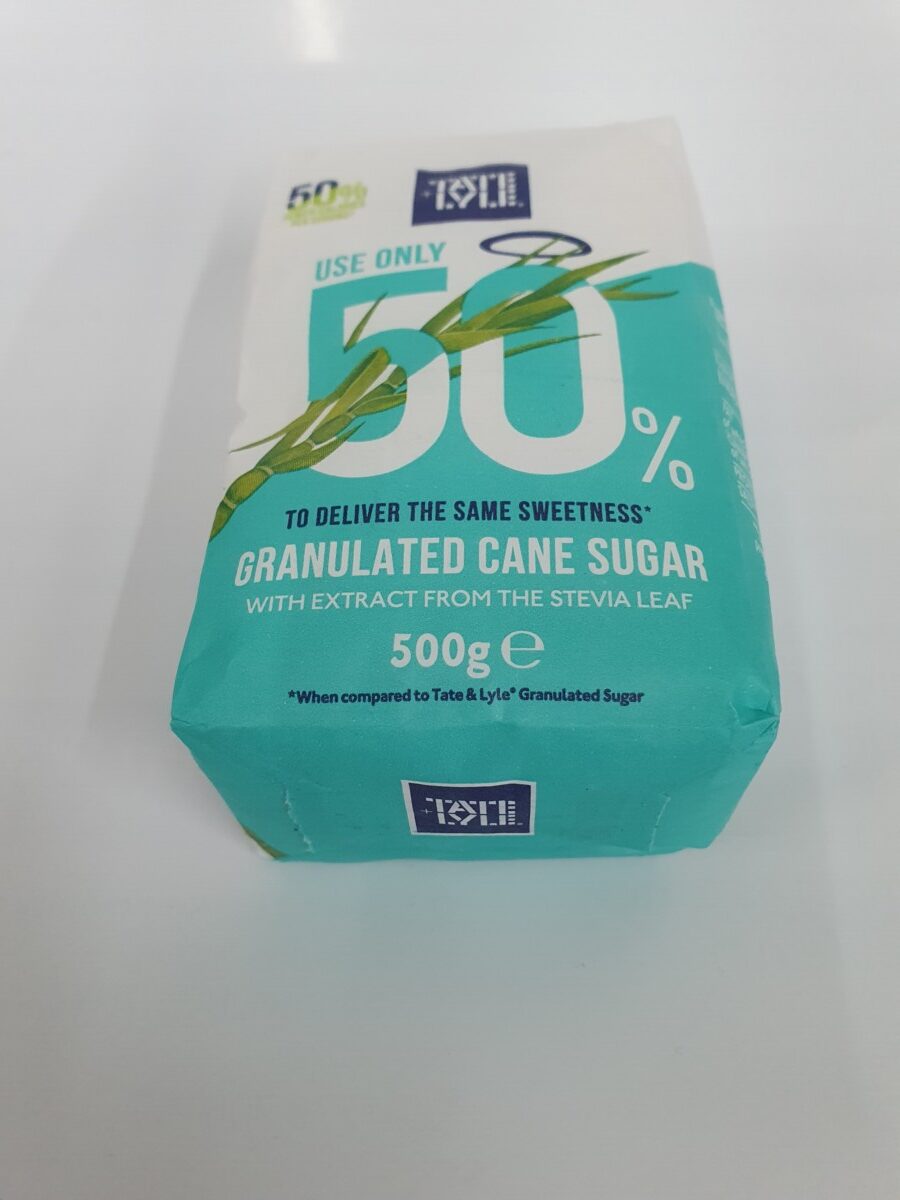 50%
TATE
+ LYLE
USE ONLY
50%
TO DELIVER THE SAME SWEETNESS*
GRANULATED CANE SUGAR
WITH EXTRACT FROM THE STEVIA LEAF
500g ℮
*When compared to Tate & Lyle® Granulated Sugar
TATE
+ LYLE